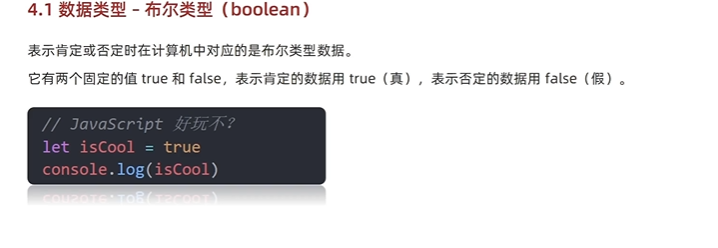 4.1 数据类型 – 布尔类型（boolean）
表示肯定或否定时在计算机中对应的是布尔类型数据。
它有两个固定的值 true 和 false，表示肯定的数据用 true（真），表示否定的数据用 false（假）。
// JavaScript 好玩不?
let isCool = true
console.log(isCool)